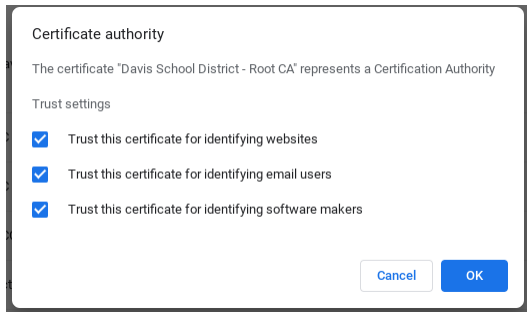 Certificate authority
The certificate "Davis School District - Root CA" represents a Certification Authority
Trust settings
Trust this certificate for identifying websites
Trust this certificate for identifying email users
Trust this certificate for identifying software makers
Cancel OK